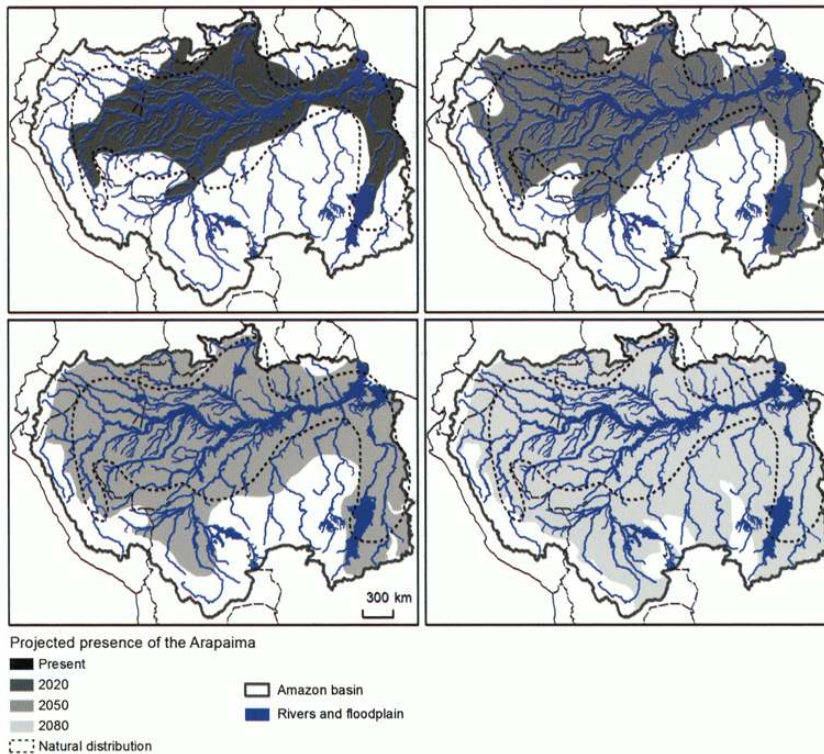 300 km
Projected presence of the Arapaima
Present
2020
2050
2080
Natural distribution
Amazon basin
Rivers and floodplain